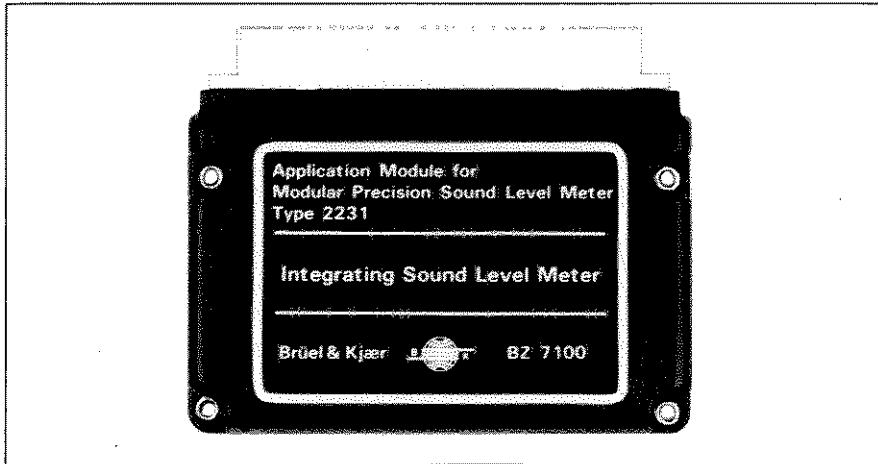 Application Module for
Modular Precision Sound Level Meter
Type 2231
Integrating Sound Level Meter
Brüel & Kjær BZ 7100